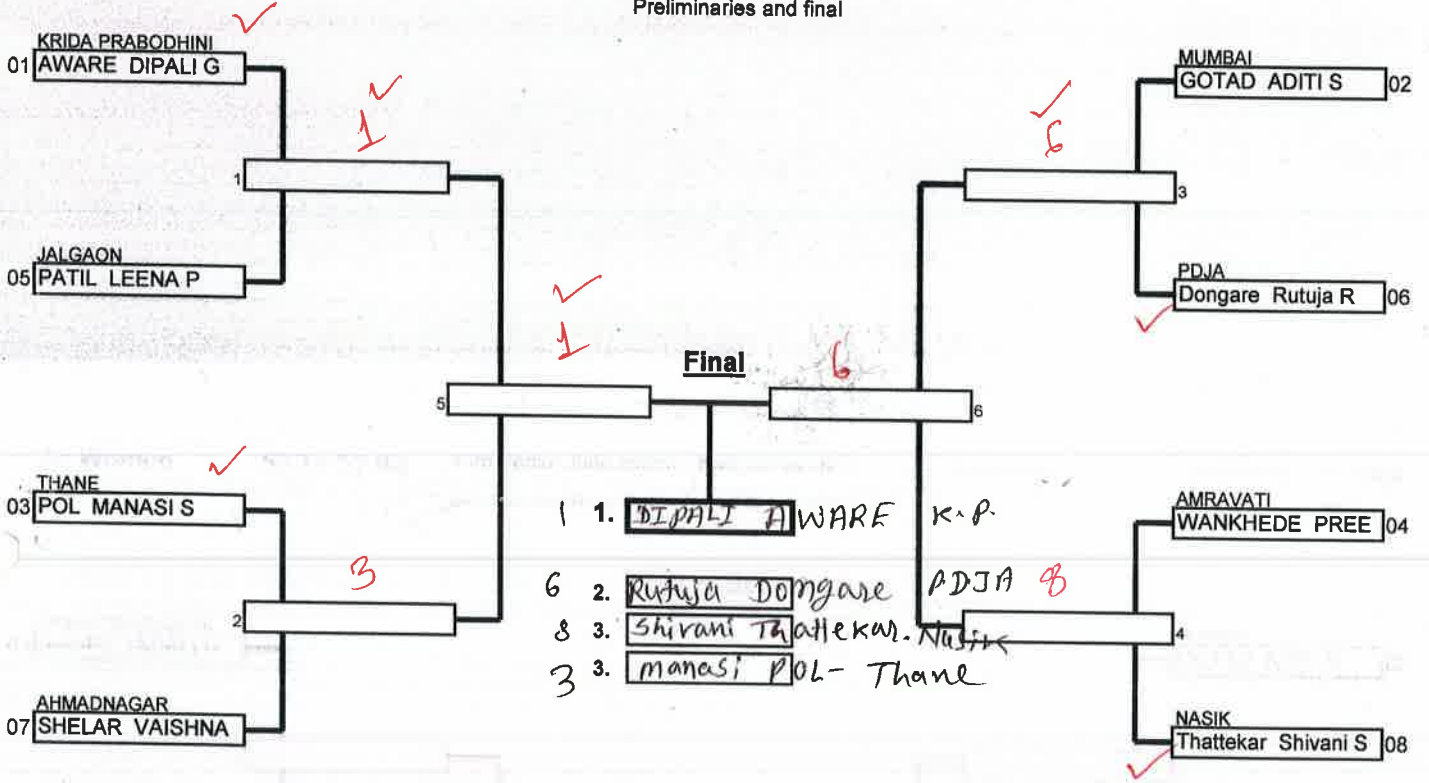 Preliminaries and final
KRIDA PRABODHINI
01 AWARE DIPALI G
1
1
JALGAON
05 PATIL LEENA P
1
5
THANE
03 POL MANASI S
3
2
AHMADNAGAR
07 SHELAR VAISHNA
Final
6
6
MUMBAI
GOTAD ADITI S 02
6
3
PDJA
Dongare Rutuja R 06
AMRAVATI
WANKHEDE PREE 04
8
4
NASIK
Thattekar Shivani S 08
1 1. DIPALI AWARE K.P.
6 2. Rutuja Dongare PDJA
8 3. Shivani Thattekar. Nasik
3 3. manasi POL- Thane